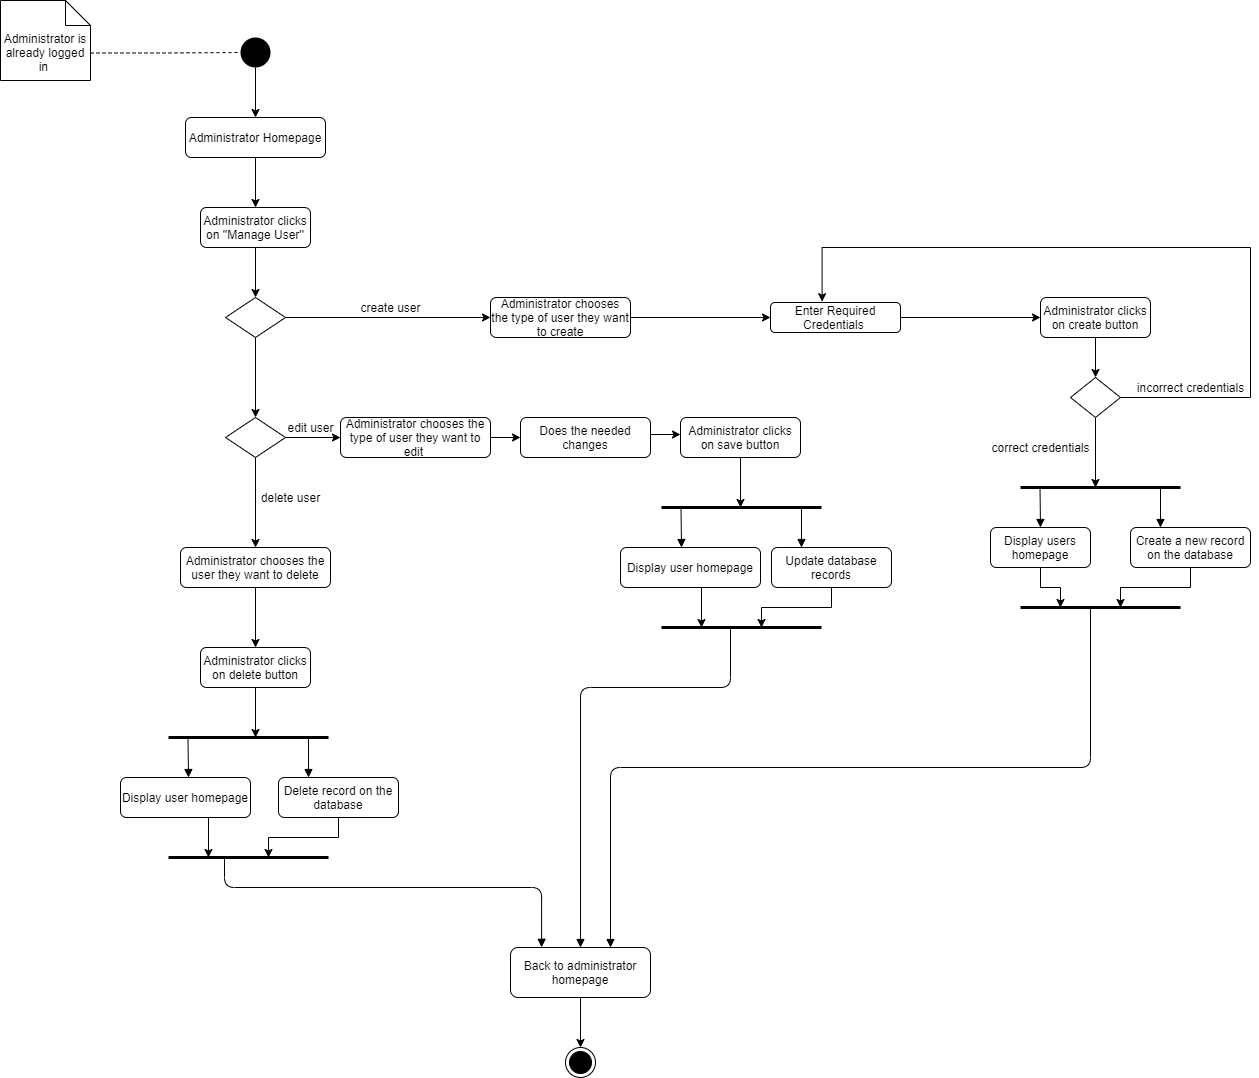 Administrator is
already logged
in
Administrator Homepage
Administrator clicks
on "Manage User"
create user
Administrator chooses
the type of user they want
to create
Enter Required
Credentials
Administrator clicks
on create button
incorrect credentials
correct credentials
edit user
Administrator chooses the
type of user they want to
edit
Does the needed
changes
Administrator clicks
on save button
delete user
Display users
homepage
Create a new record
on the database
Display user homepage
Update database
records
Administrator chooses the
user they want to delete
Administrator clicks
on delete button
Display user homepage
Delete record on the
database
Back to administrator
homepage